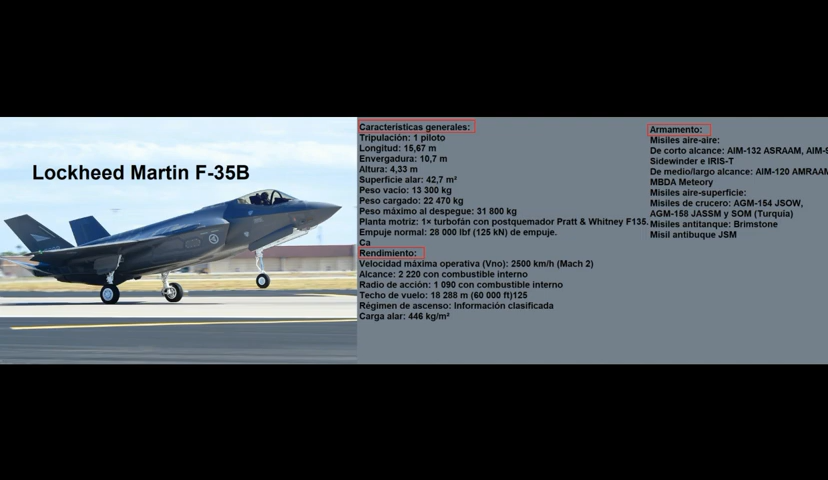 Lockheed Martin F-35B
Características generales:
Tripulación: 1 piloto
Longitud: 15,67 m
Envergadura: 10,7 m
Altura: 4,33 m
Superficie alar: 42,7 m²
Peso vacío: 13 300 kg
Peso cargado: 22 470 kg
Peso máximo al despegue: 31 800 kg
Planta motriz: 1× turbofán con postquemador Pratt & Whitney F135.
Empuje normal: 28 000 lbf (125 kN) de empuje.
Ca
Rendimiento:
Velocidad máxima operativa (Vno): 2500 km/h (Mach 2)
Alcance: 2 220 con combustible interno
Radio de acción: 1 090 con combustible interno
Techo de vuelo: 18 288 m (60 000 ft)125
Régimen de ascenso: Información clasificada
Carga alar: 446 kg/m²
Armamento:
Misiles aire-aire:
De corto alcance: AIM-132 ASRAAM, AIM-9
Sidewinder e IRIS-T
De medio/largo alcance: AIM-120 AMRAAM
MBDA Meteory
Misiles aire-superficie:
Misiles de crucero: AGM-154 JSOW,
AGM-158 JASSM y SOM (Turquía)
Misiles antitanque: Brimstone
Misil antibuque JSM